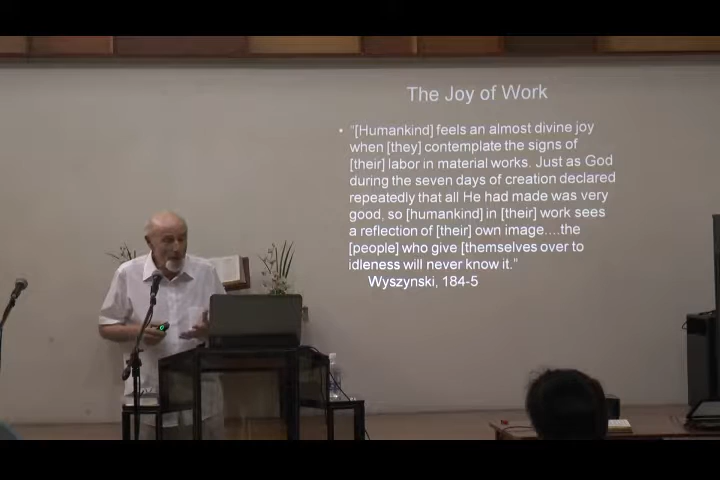 The Joy of Work
• "[Humankind] feels an almost divine joy
when [they] contemplate the signs of
[their] labor in material works. Just as God
during the seven days of creation declared
repeatedly that all He had made was very
good, so [humankind] in [their] work sees
a reflection of [their] own image....the
[people] who give [themselves over to
idleness will never know it."
Wyszynski, 184-5